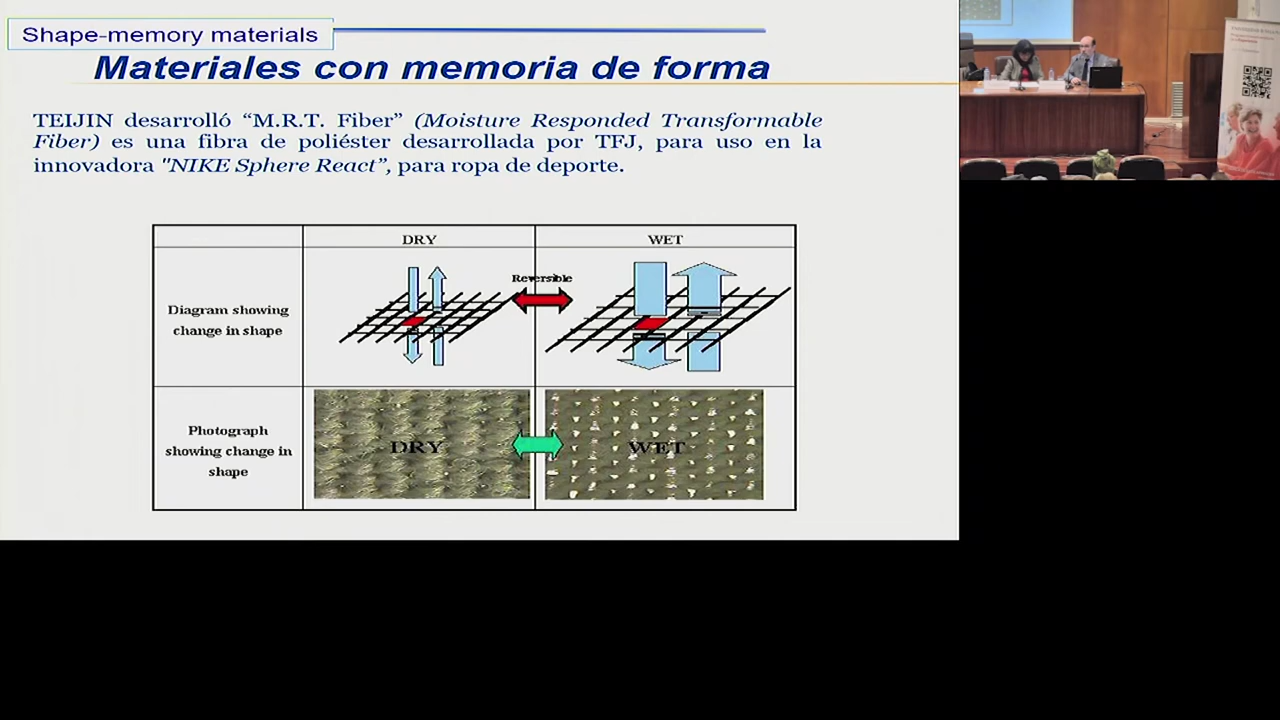 Shape-memory materials
Materiales con memoria de forma
TEIJIN desarrolló “M.R.T. Fiber” (Moisture Responded Transformable
Fiber) es una fibra de poliéster desarrollada por TFJ, para uso en la
innovadora "NIKE Sphere React”, para ropa de deporte.
DRY
WET
Diagram showing
change in shape
Reversible
Photograph
showing change in
shape
DRY
WET